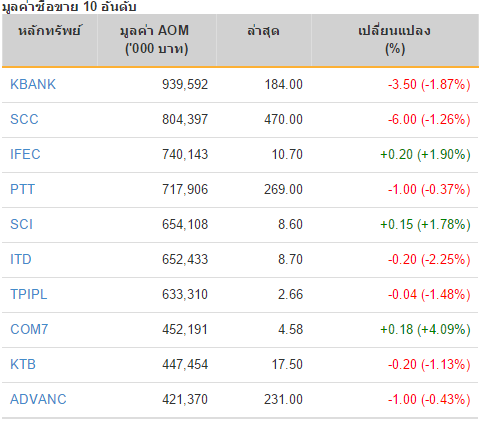 มูลค่าซื้อขาย 10 อันดับ
หลักทรัพย์ มูลค่า AOM ล่าสุด เปลี่ยนแปลง
('000 บาท) (%)
KBANK 939,592 184.00 -3.50 (-1.87%)
SCC 804,397 470.00 -6.00 (-1.26%)
IFEC 740,143 10.70 +0.20 (+1.90%)
PTT 717,906 269.00 -1.00 (-0.37%)
SCI 654,108 8.60 +0.15 (+1.78%)
ITD 652,433 8.70 -0.20 (-2.25%)
TPIPL 633,310 2.66 -0.04 (-1.48%)
COM7 452,191 4.58 +0.18 (+4.09%)
KTB 447,454 17.50 -0.20 (-1.13%)
ADVANC 421,370 231.00 -1.00 (-0.43%)